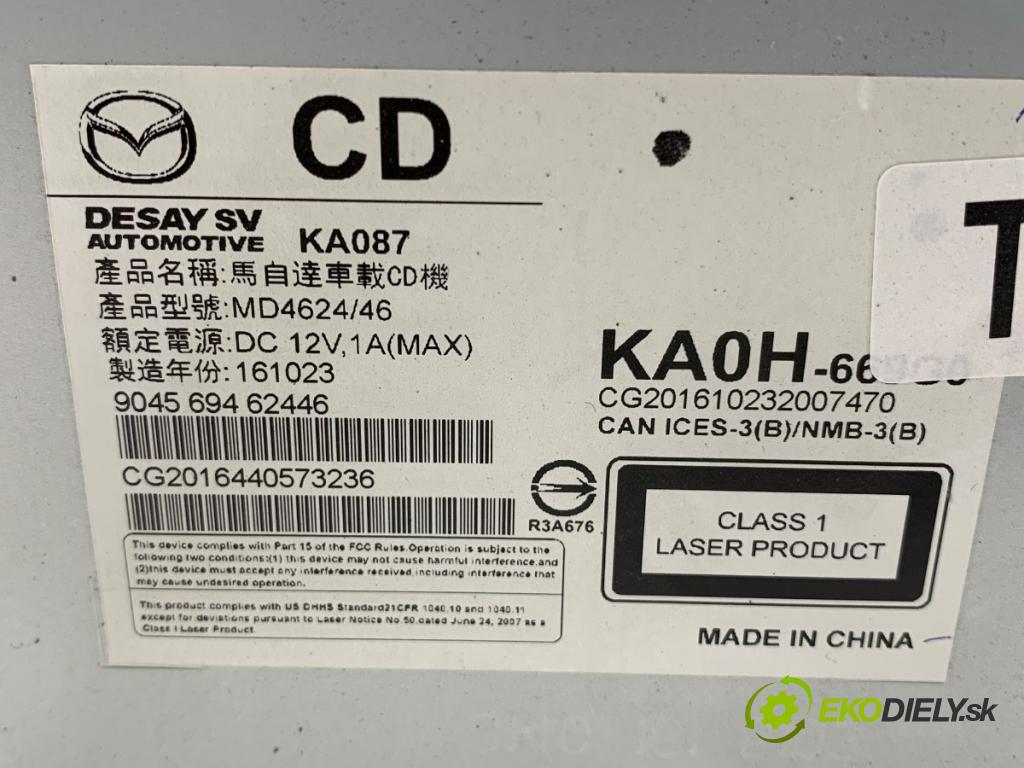 CD
T
DESAY SV
AUTOMOTIVE KA087
產品名稱:馬自達車載CD機
產品型號:MD4624/46
額定電源:DC 12V,1A(MAX)
製造年份:161023
9045 694 62446
CG2016440573236
KA0H
CG201610232007470
CAN ICES-3(B)/NMB-3(B)
R3A676
CLASS 1
LASER PRODUCT
This device complies with Part 15 of the FCC Rules.Operation is subject to the
following two conditions:(1) this device may not cause harmful interference,and
(2)this device must accept any interference received,including interference that
may cause undesired operation.
This product complies with US DHHS Standard21CFR 1040.10 and 1040.11
except for deviations pursuant to Laser Notice No.50.dated June 24, 2007 as a
Class I Laser Product.
MADE IN CHINA
EKODIELY.sk